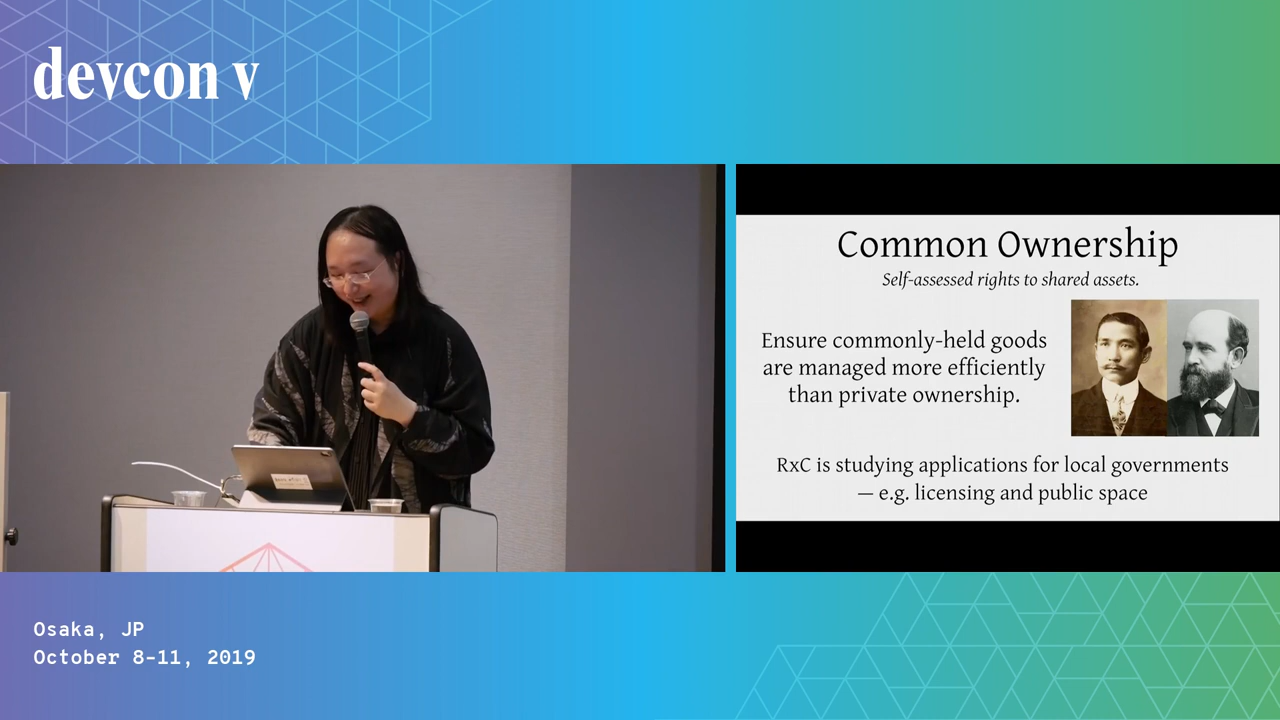 devcon v
Common Ownership
Self-assessed rights to shared assets.
Ensure commonly-held goods
are managed more efficiently
than private ownership.
RxC is studying applications for local governments
— e.g. licensing and public space
Osaka, JP
October 8–11, 2019